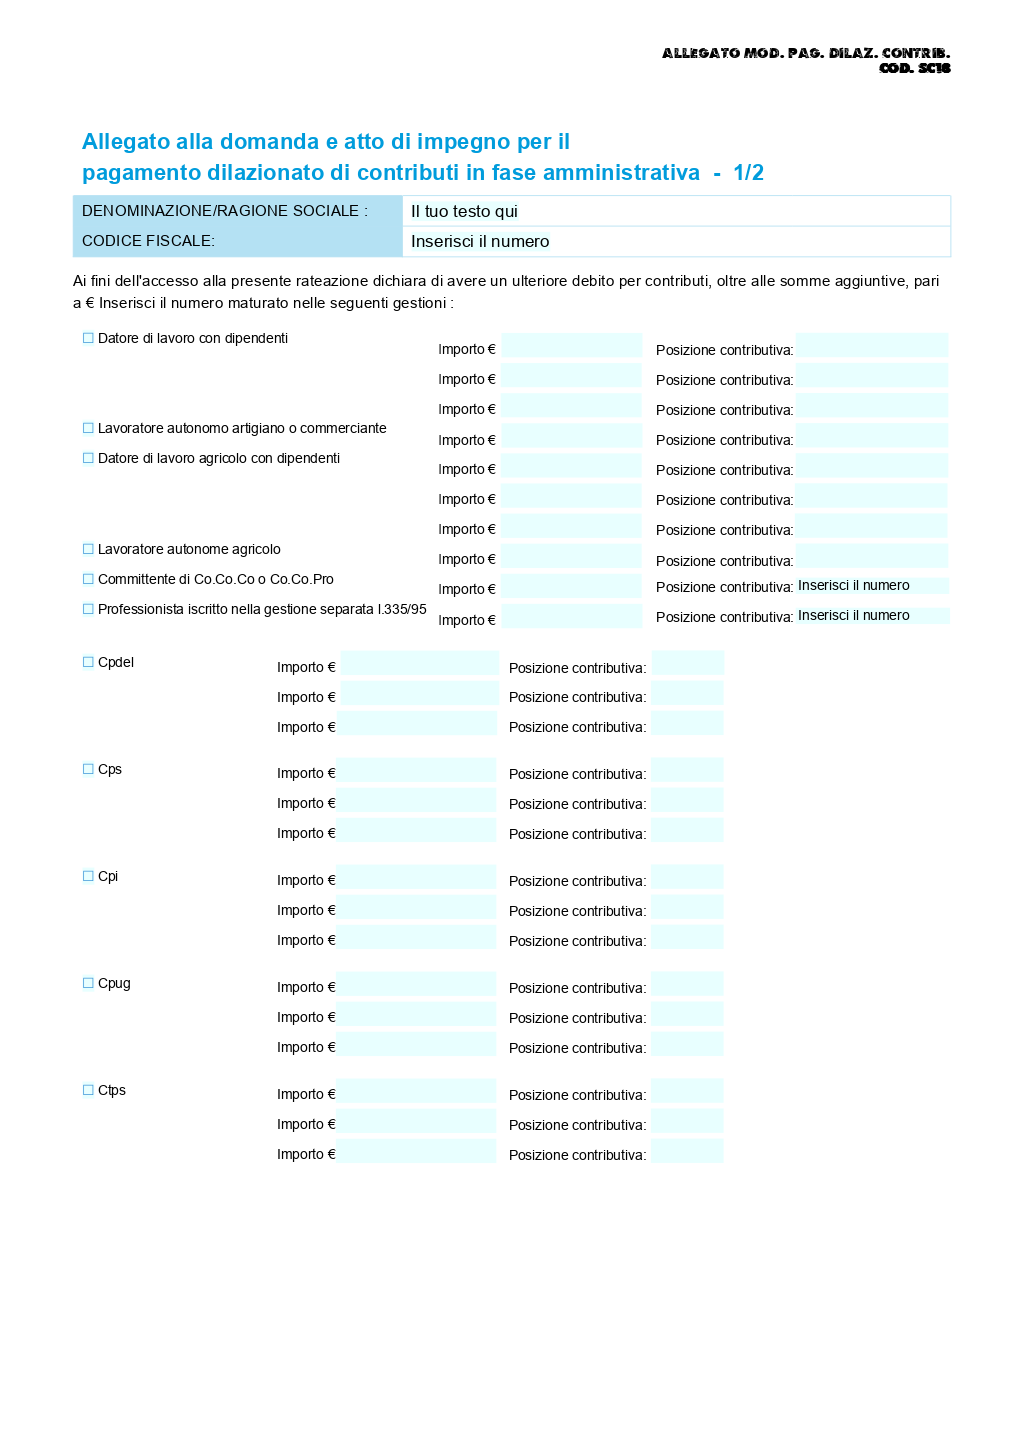 ALLEGATO MOD. PAG. DILAZ. CONTRIB.
COD. SC18
Allegato alla domanda e atto di impegno per il
pagamento dilazionato di contributi in fase amministrativa - 1/2
DENOMINAZIONE/RAGIONE SOCIALE : Il tuo testo qui
CODICE FISCALE: Inserisci il numero
Ai fini dell'accesso alla presente rateazione dichiara di avere un ulteriore debito per contributi, oltre alle somme aggiuntive, pari
a € Inserisci il numero maturato nelle seguenti gestioni :
☐ Datore di lavoro con dipendenti Importo € Posizione contributiva:
Importo € Posizione contributiva:
Importo € Posizione contributiva:
☐ Lavoratore autonomo artigiano o commerciante Importo € Posizione contributiva:
☐ Datore di lavoro agricolo con dipendenti Importo € Posizione contributiva:
Importo € Posizione contributiva:
Importo € Posizione contributiva:
☐ Lavoratore autonome agricolo Importo € Posizione contributiva:
☐ Committente di Co.Co.Co o Co.Co.Pro Importo € Posizione contributiva: Inserisci il numero
☐ Professionista iscritto nella gestione separata l.335/95 Importo € Posizione contributiva: Inserisci il numero
☐ Cpdel Importo € Posizione contributiva:
Importo € Posizione contributiva:
Importo € Posizione contributiva:
☐ Cps Importo € Posizione contributiva:
Importo € Posizione contributiva:
Importo € Posizione contributiva:
☐ Cpi Importo € Posizione contributiva:
Importo € Posizione contributiva:
Importo € Posizione contributiva:
☐ Cpug Importo € Posizione contributiva:
Importo € Posizione contributiva:
Importo € Posizione contributiva:
☐ Ctps Importo € Posizione contributiva:
Importo € Posizione contributiva:
Importo € Posizione contributiva: